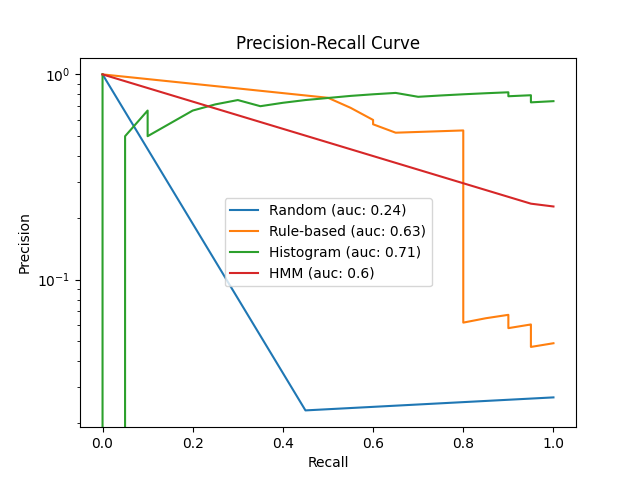 Precision-Recall Curve
Precision
10⁰
10⁻¹
Random (auc: 0.24)
Rule-based (auc: 0.63)
Histogram (auc: 0.71)
HMM (auc: 0.6)
0.0 0.2 0.4 0.6 0.8 1.0
Recall